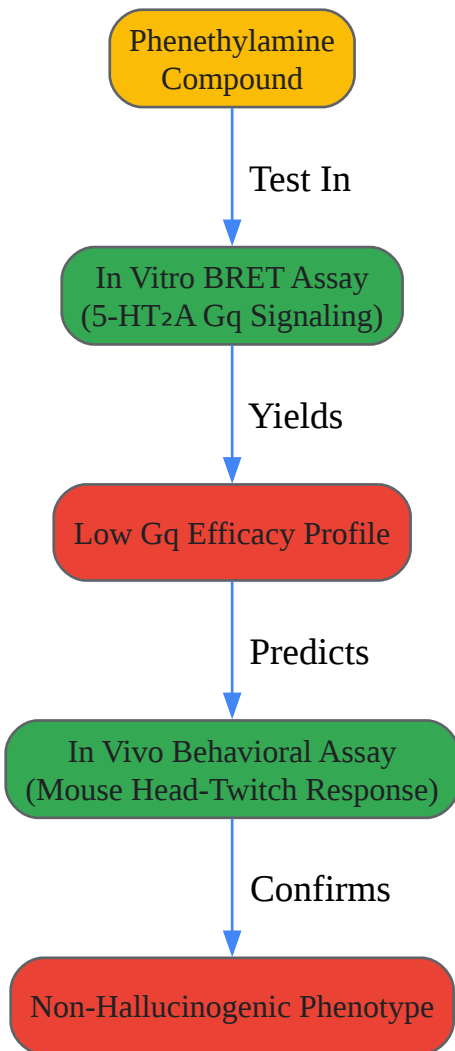 Phenethylamine
Compound
Test In
In Vitro BRET Assay
(5-HT₂A Gq Signaling)
Yields
Low Gq Efficacy Profile
Predicts
In Vivo Behavioral Assay
(Mouse Head-Twitch Response)
Confirms
Non-Hallucinogenic Phenotype